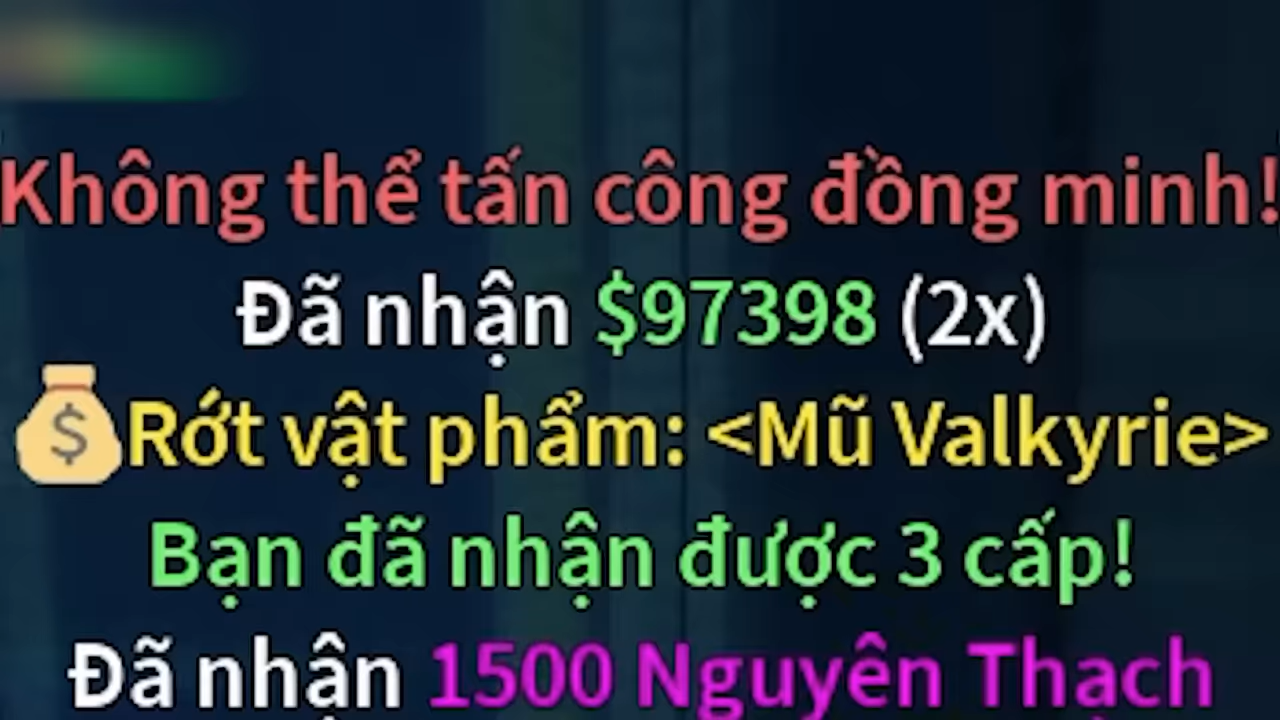 Không thể tấn công đồng minh!
Đã nhận $97398 (2x)
$Rớt vật phẩm: <Mũ Valkyrie>
Bạn đã nhận được 3 cấp!
Đã nhận 1500 Nguyên Thạch